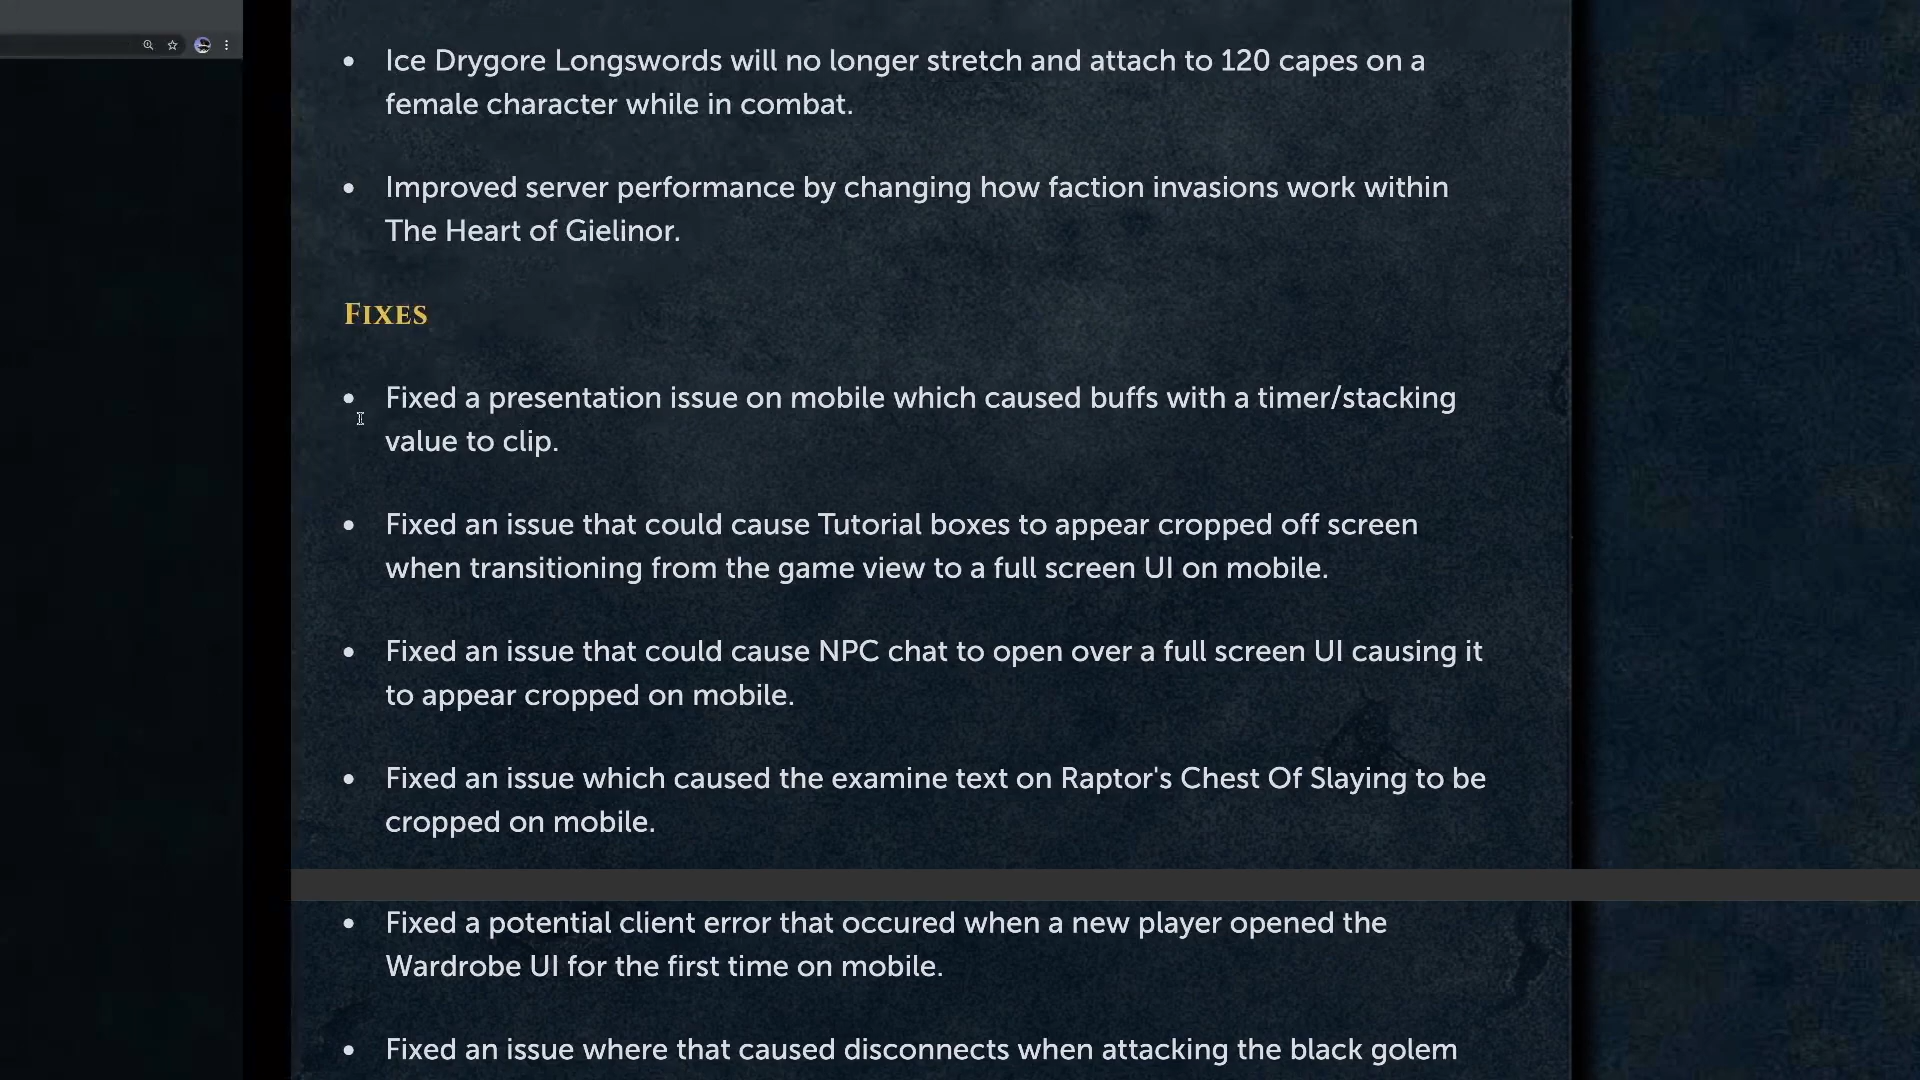 Ice Drygore Longswords will no longer stretch and attach to 120 capes on a
female character while in combat.
Improved server performance by changing how faction invasions work within
The Heart of Gielinor.
FIXES
Fixed a presentation issue on mobile which caused buffs with a timer/stacking
value to clip.
Fixed an issue that could cause Tutorial boxes to appear cropped off screen
when transitioning from the game view to a full screen UI on mobile.
Fixed an issue that could cause NPC chat to open over a full screen UI causing it
to appear cropped on mobile.
Fixed an issue which caused the examine text on Raptor's Chest Of Slaying to be
cropped on mobile.
Fixed a potential client error that occured when a new player opened the
Wardrobe UI for the first time on mobile.
Fixed an issue where that caused disconnects when attacking the black golem